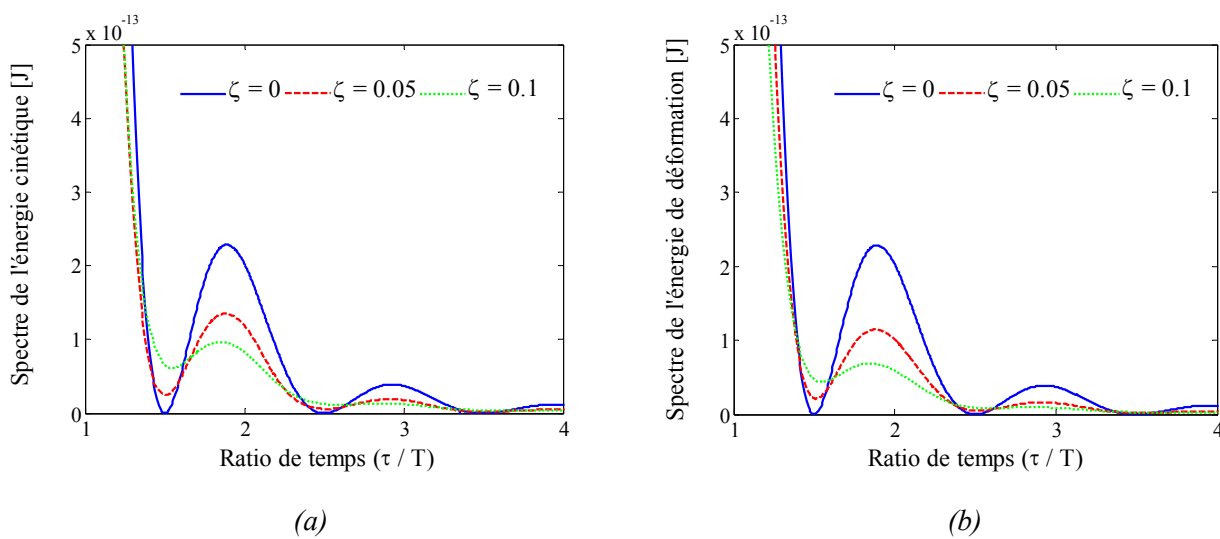 x 10^-13
5
4
3
2
1
0
1 2 3 4
Spectre de l'énergie cinétique [J]
ζ = 0 ζ = 0.05 ζ = 0.1
Ratio de temps (τ / T)
(a)
x 10^-13
5
4
3
2
1
0
1 2 3 4
Spectre de l'énergie de déformation [J]
ζ = 0 ζ = 0.05 ζ = 0.1
Ratio de temps (τ / T)
(b)